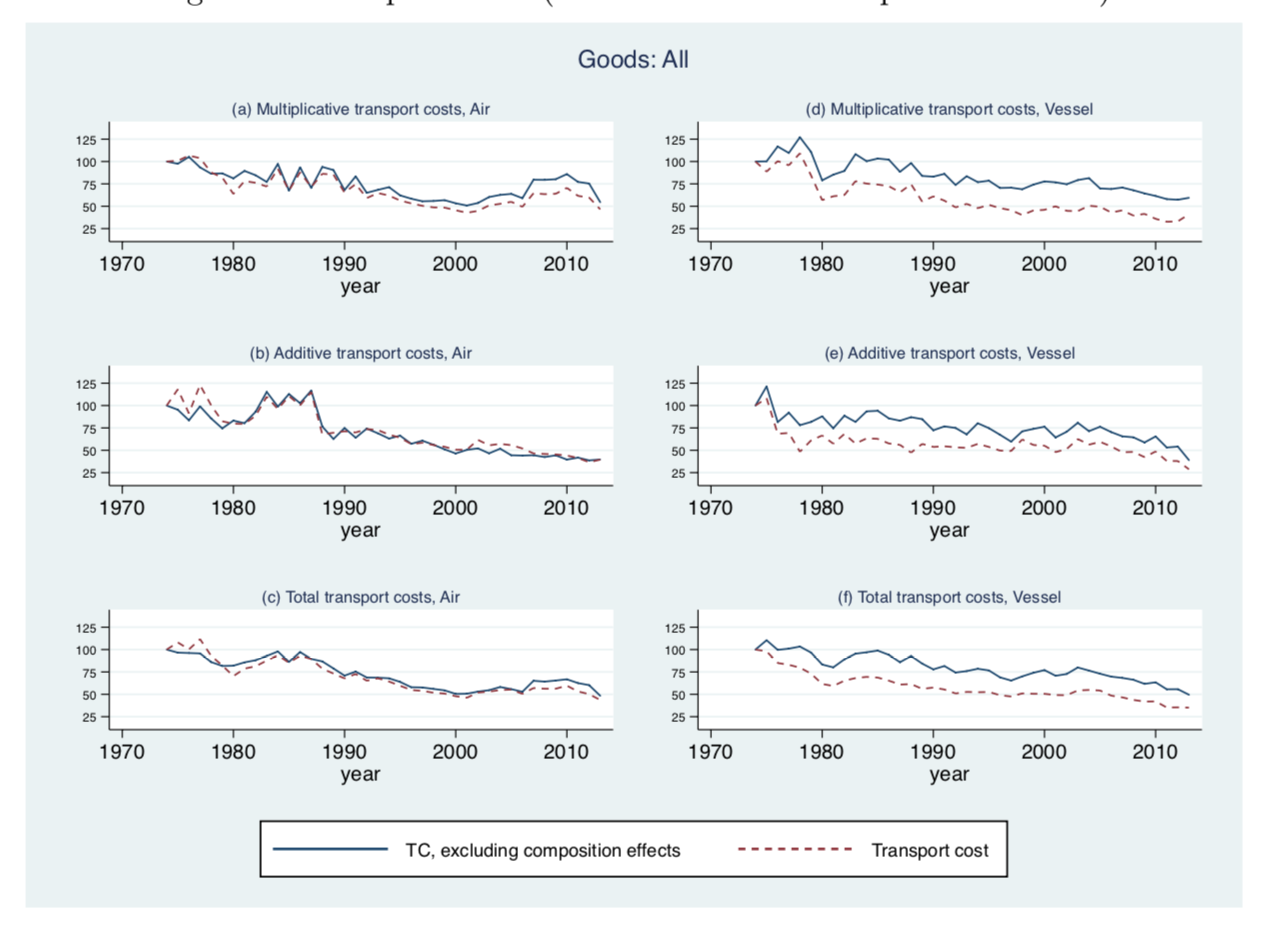 Goods: All
(a) Multiplicative transport costs, Air
125
100
75
50
25
1970 1980 1990 2000 2010
year
(d) Multiplicative transport costs, Vessel
125
100
75
50
25
1970 1980 1990 2000 2010
year
(b) Additive transport costs, Air
125
100
75
50
25
1970 1980 1990 2000 2010
year
(e) Additive transport costs, Vessel
125
100
75
50
25
1970 1980 1990 2000 2010
year
(c) Total transport costs, Air
125
100
75
50
25
1970 1980 1990 2000 2010
year
(f) Total transport costs, Vessel
125
100
75
50
25
1970 1980 1990 2000 2010
year
TC, excluding composition effects Transport cost